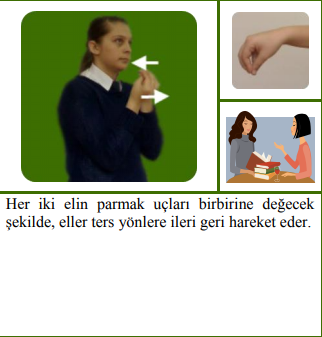 Her iki elin parmak uçları birbirine değecek
şekilde, eller ters yönlere ileri geri hareket eder.